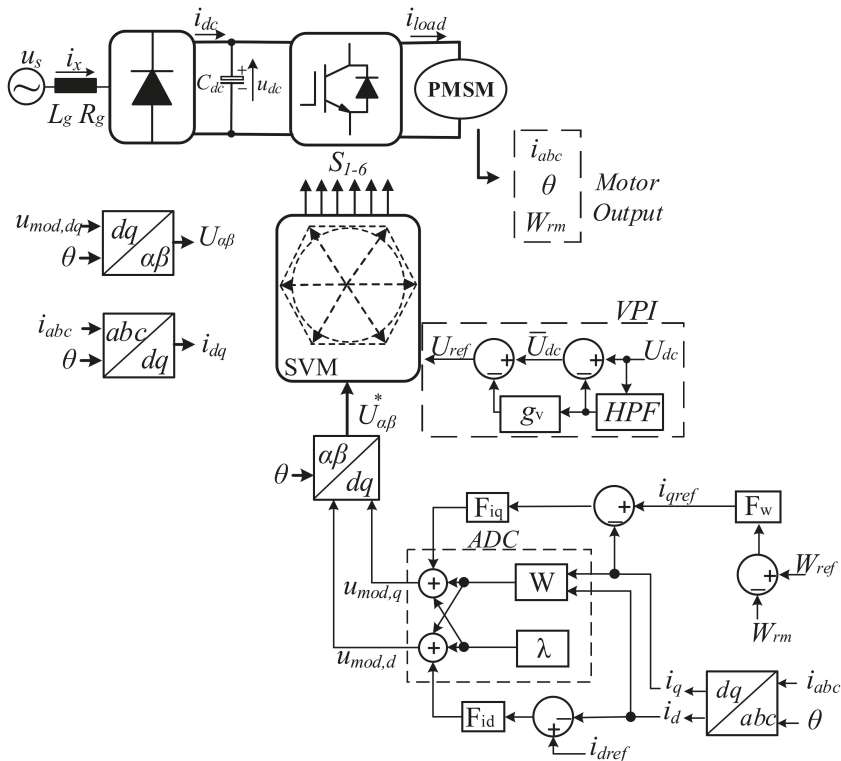 i_dc
i_load
u_s
i_x
C_dc
+
−
u_dc
PMSM
L_g R_g
S_1-6
i_abc
θ
W_rm
Motor
Output
u_mod,dq
θ
dq
αβ
U_αβ
i_abc
θ
abc
dq
i_dq
SVM
VPI
U_ref
+
−
U̅_dc
+
−
U_dc
g_v
HPF
U*_αβ
θ
αβ
dq
F_iq
+
−
i_qref
F_w
ADC
u_mod,q
+
W
−
+
W_ref
W_rm
u_mod,d
+
λ
i_q
i_d
dq
abc
i_abc
θ
F_id
−
+
i_dref